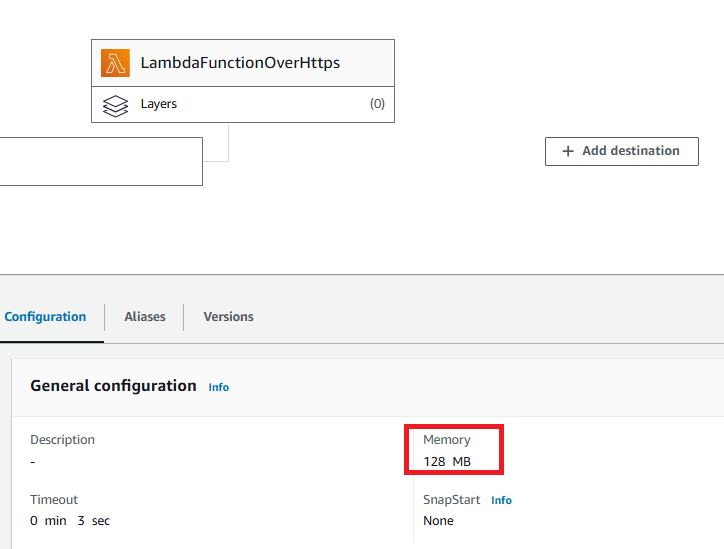 LambdaFunctionOverHttps
Layers (0)
+ Add destination
Configuration Aliases Versions
General configuration Info
Description Memory
- 128 MB
Timeout SnapStart Info
0 min 3 sec None